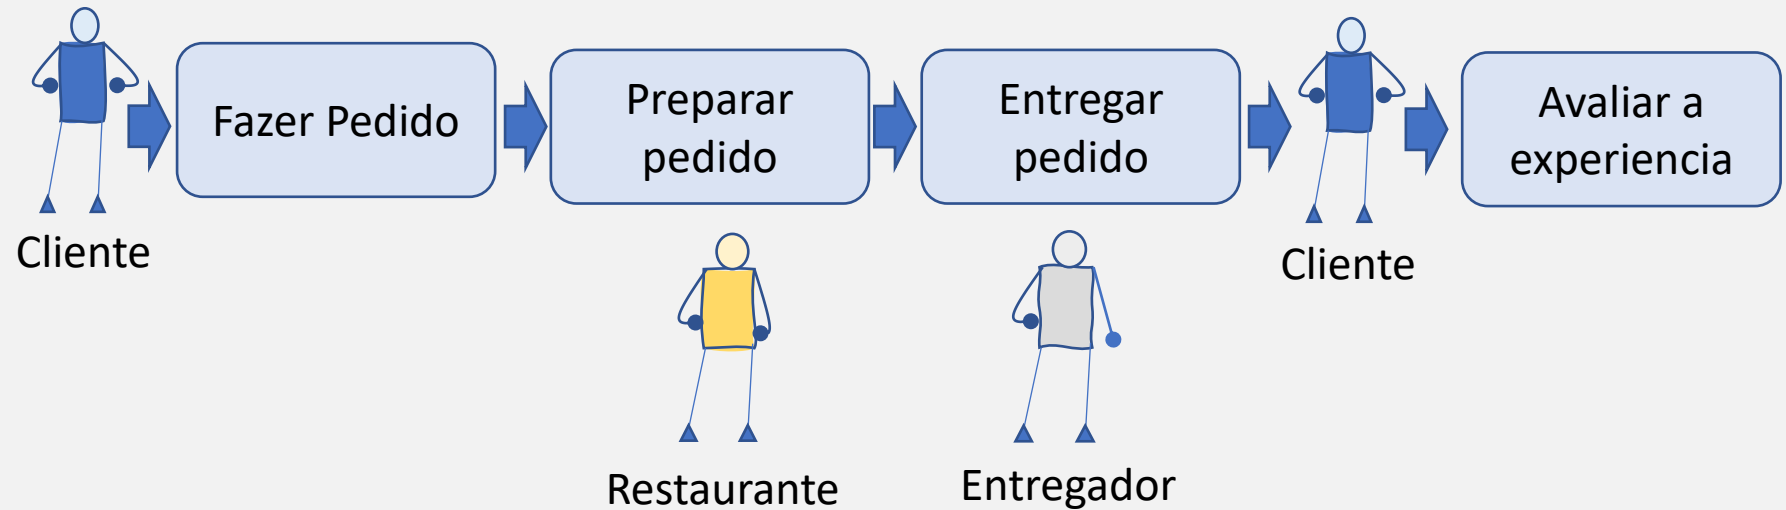 Fazer Pedido
Preparar
pedido
Entregar
pedido
Avaliar a
experiencia
Cliente
Cliente
Restaurante
Entregador